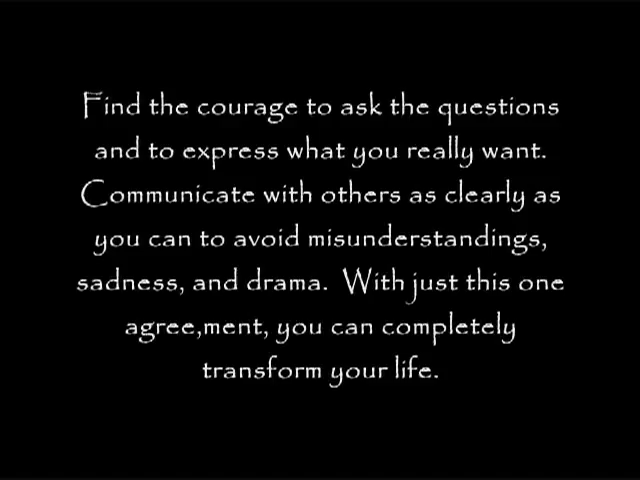 Find the courage to ask the questions
and to express what you really want.
Communicate with others as clearly as
you can to avoid misunderstandings,
sadness, and drama.  With just this one
agree,ment, you can completely
transform your life.